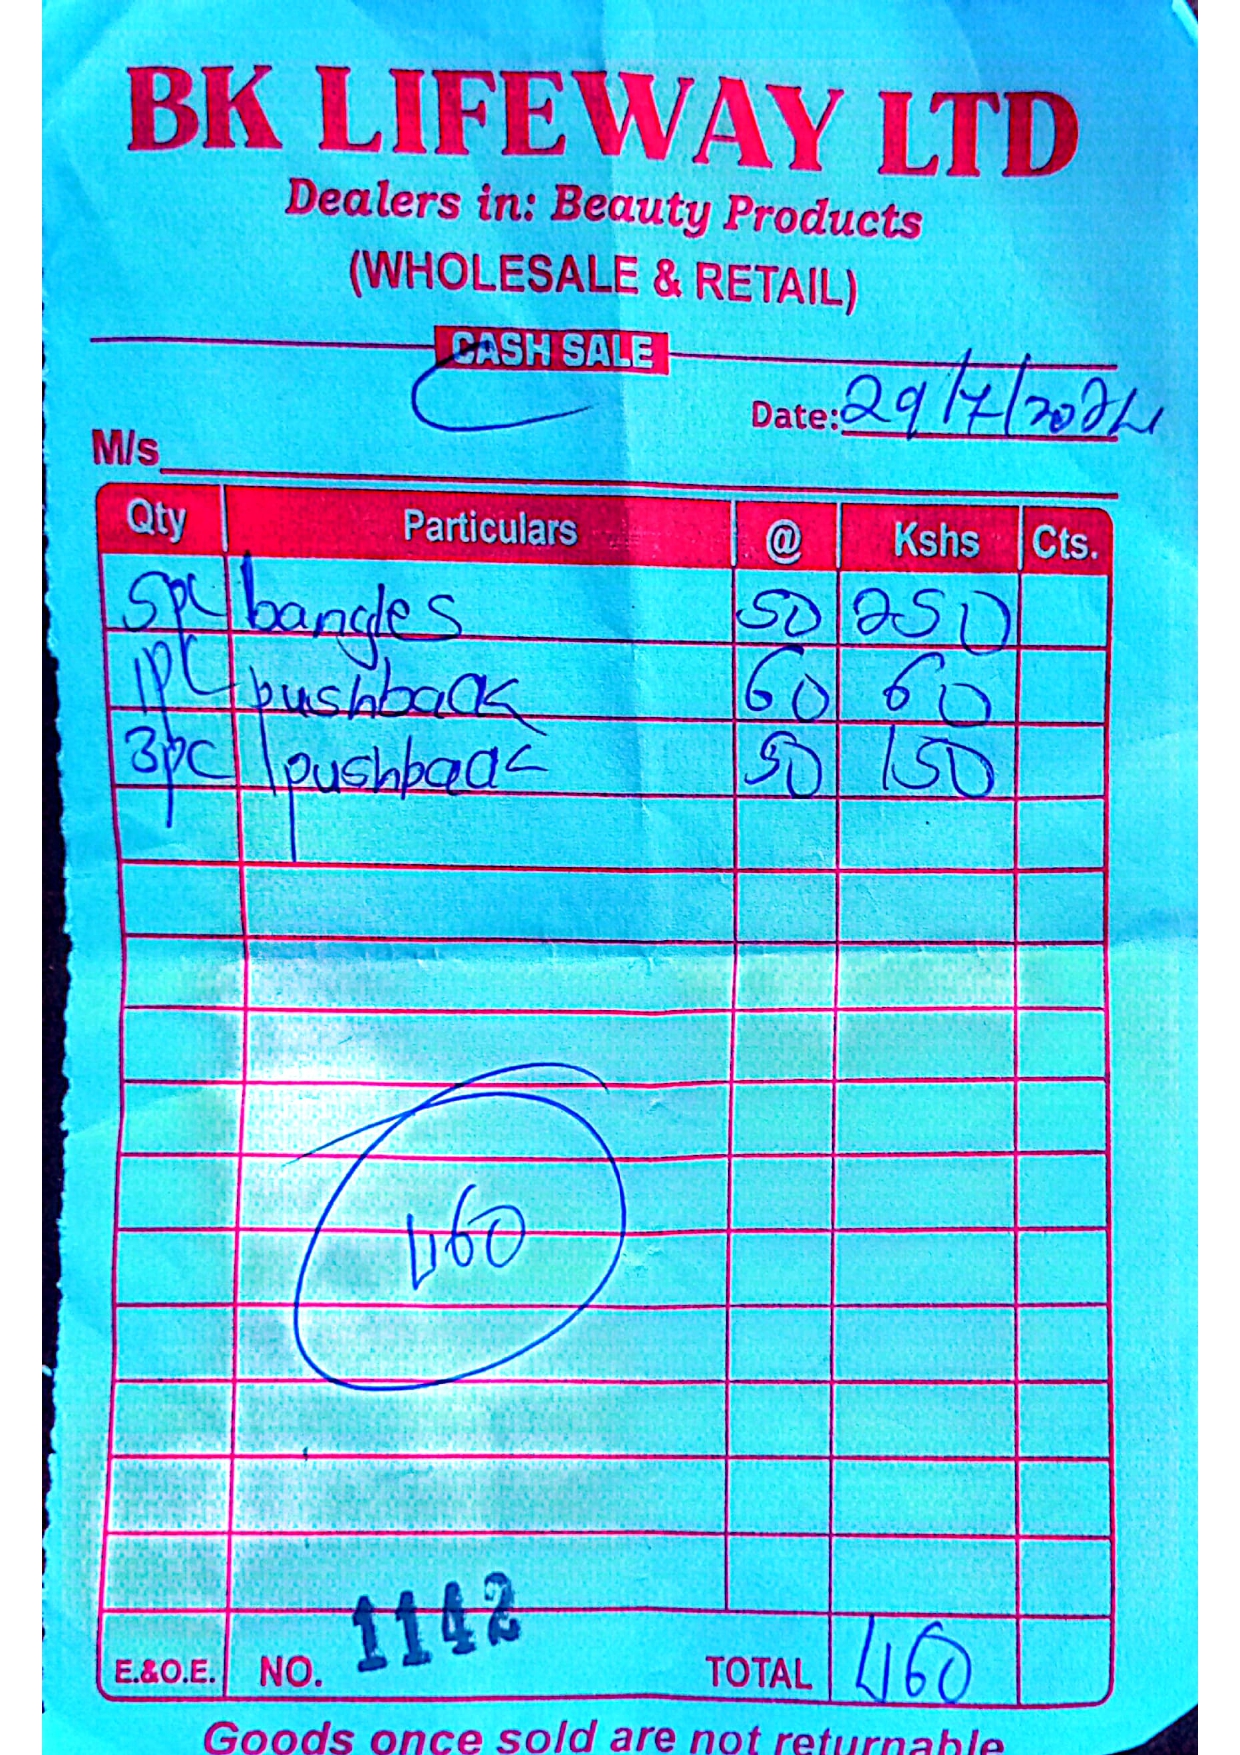 BK LIFEWAY LTD
Dealers in: Beauty Products
(WHOLESALE & RETAIL)
CASH SALE
Date: 29/7/2024
M/s
Qty Particulars @ Kshs Cts.
5pc bangles 50 250
1pc pushback 60 60
3pc pushback 50 150
460
E.&O.E. NO. 1142 TOTAL 460
Goods once sold are not returnable